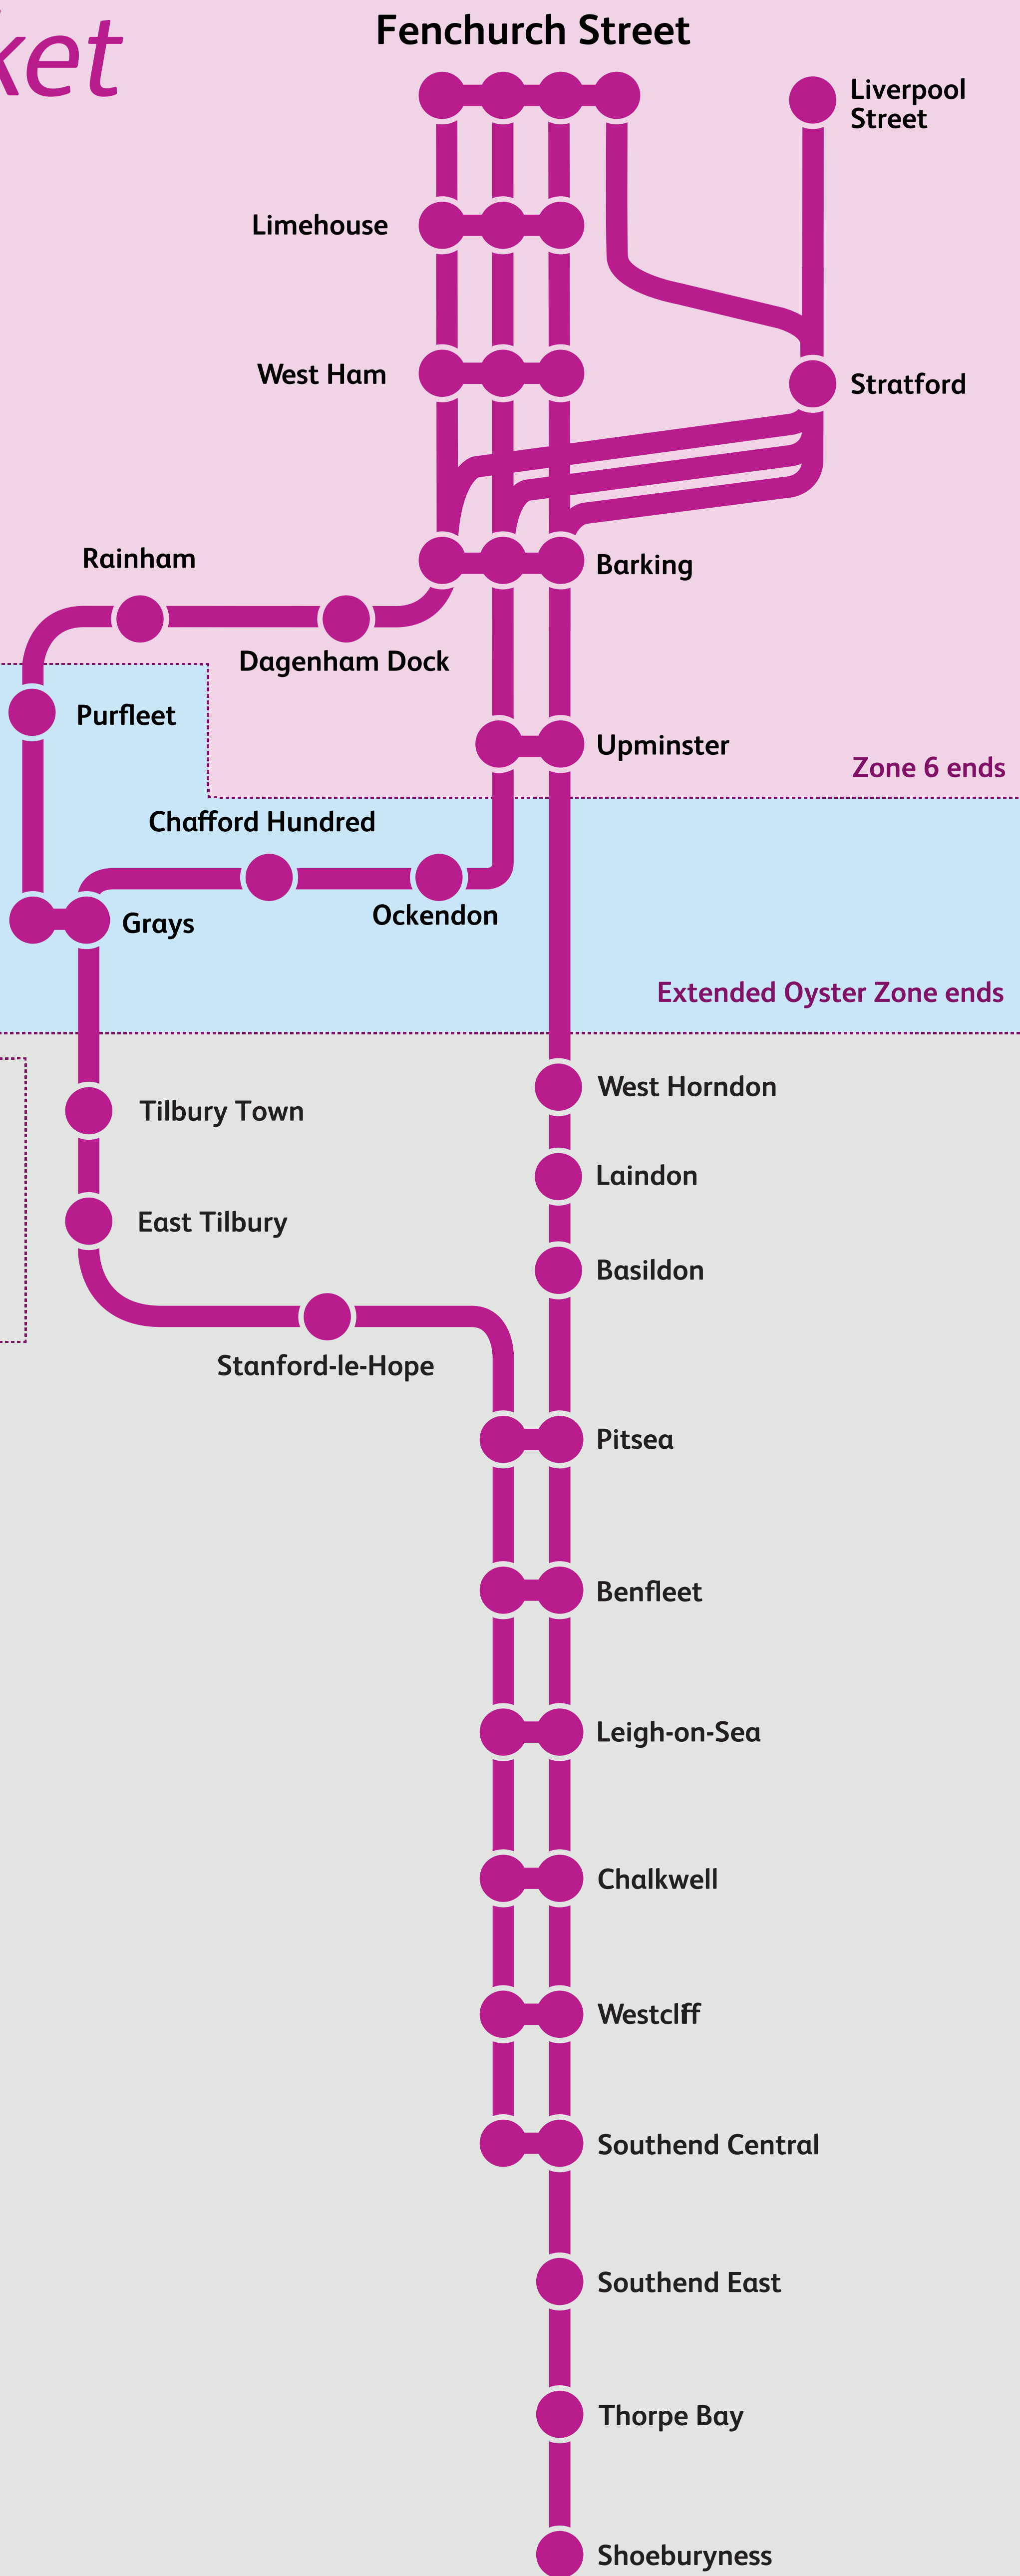 Fenchurch Street
Liverpool
Street
Limehouse
West Ham
Stratford
Rainham
Barking
Dagenham Dock
Purfleet
Upminster
Zone 6 ends
Chafford Hundred
Ockendon
Grays
Extended Oyster Zone ends
West Horndon
Tilbury Town
Laindon
East Tilbury
Basildon
Stanford-le-Hope
Pitsea
Benfleet
Leigh-on-Sea
Chalkwell
Westcliff
Southend Central
Southend East
Thorpe Bay
Shoeburyness